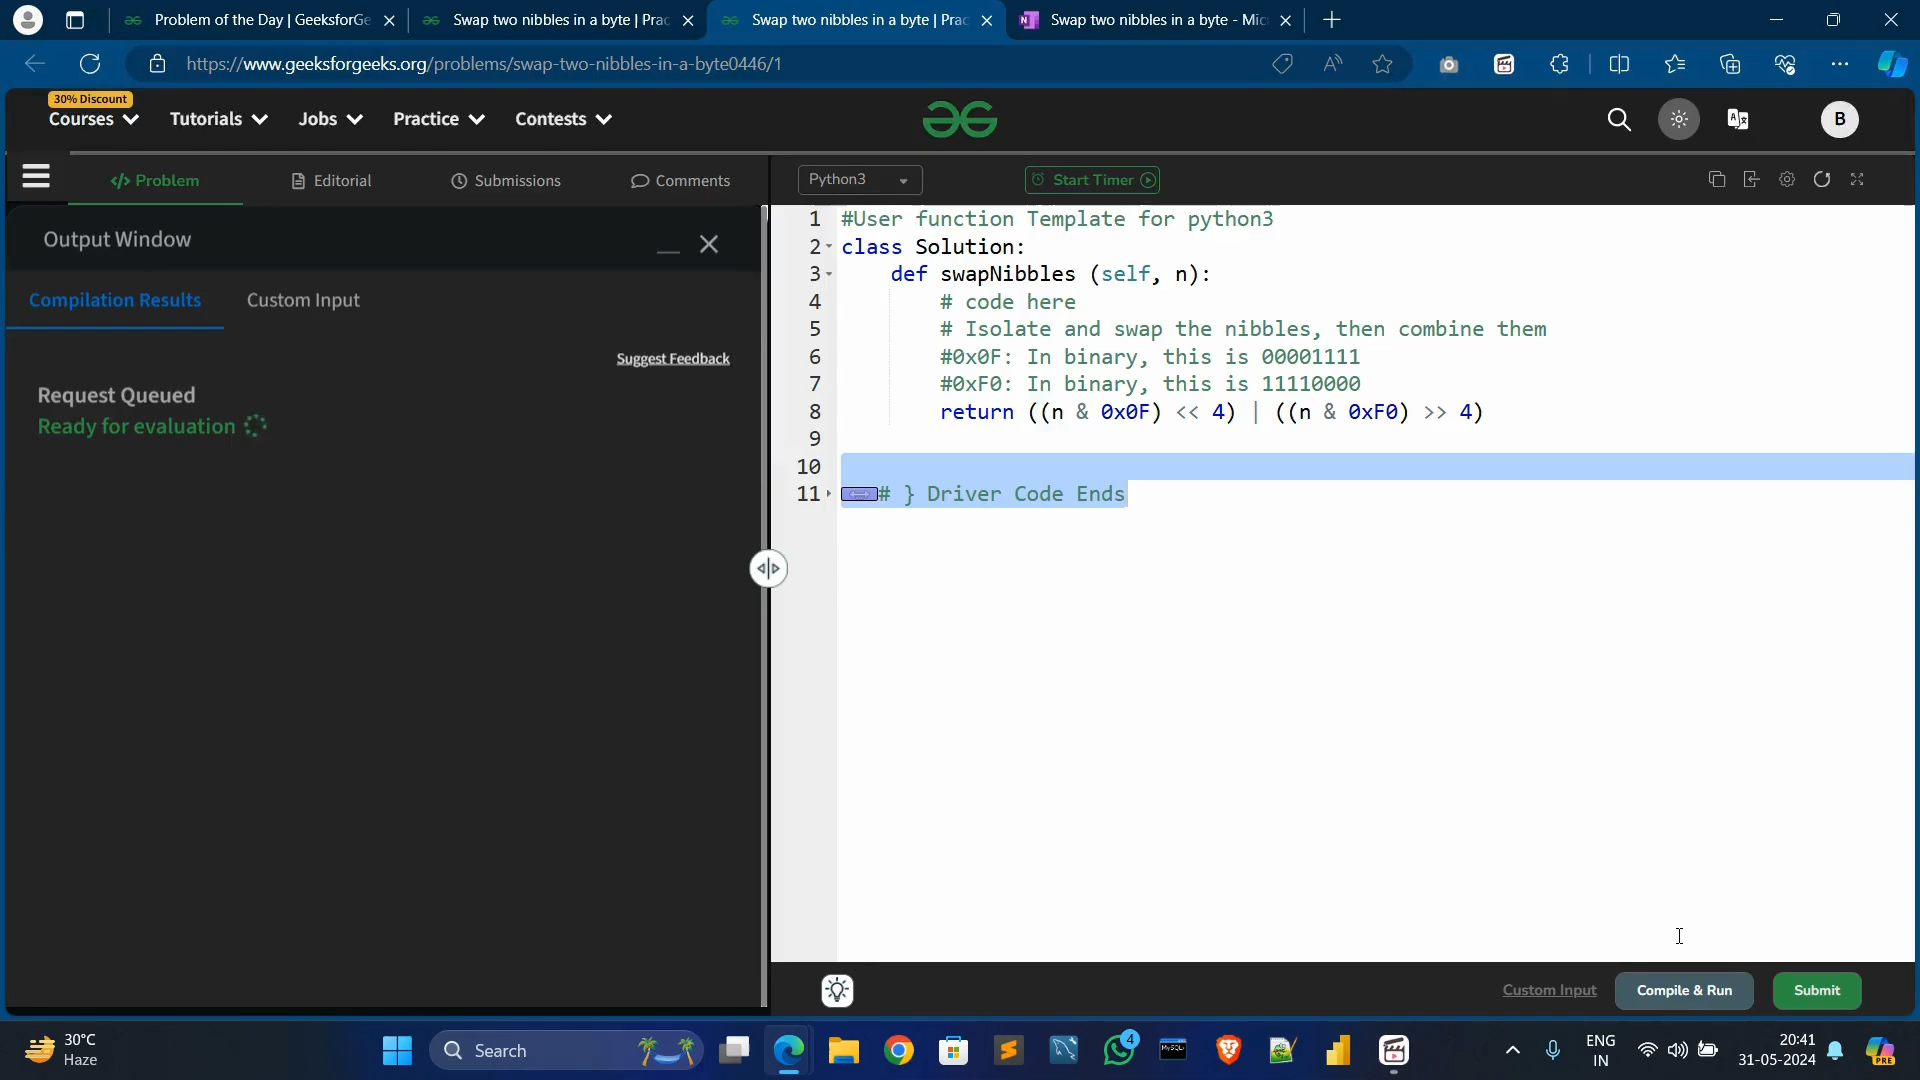 Problem of the Day | GeeksforGe
Swap two nibbles in a byte | Prac
Swap two nibbles in a byte | Prac
Swap two nibbles in a byte - Mic
https://www.geeksforgeeks.org/problems/swap-two-nibbles-in-a-byte0446/1
30% Discount
Courses
Tutorials
Jobs
Practice
Contests
B
</> Problem
Editorial
Submissions
Comments
Python3
Start Timer
Output Window
Compilation Results
Custom Input
Suggest Feedback
Request Queued
Ready for evaluation
1 #User function Template for python3
2 class Solution:
3 def swapNibbles (self, n):
4 # code here
5 # Isolate and swap the nibbles, then combine them
6 #0x0F: In binary, this is 00001111
7 #0xF0: In binary, this is 11110000
8 return ((n & 0x0F) << 4) | ((n & 0xF0) >> 4)
9
10
11 # } Driver Code Ends
Custom Input
Compile & Run
Submit
30°C
Haze
Search
4
MySQL
ENG
IN
20:41
31-05-2024
PRE